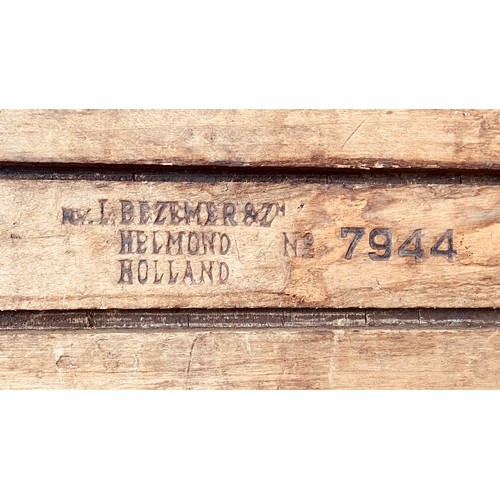 L BEZEMER & ZN
HELMOND Nº 7944
HOLLAND